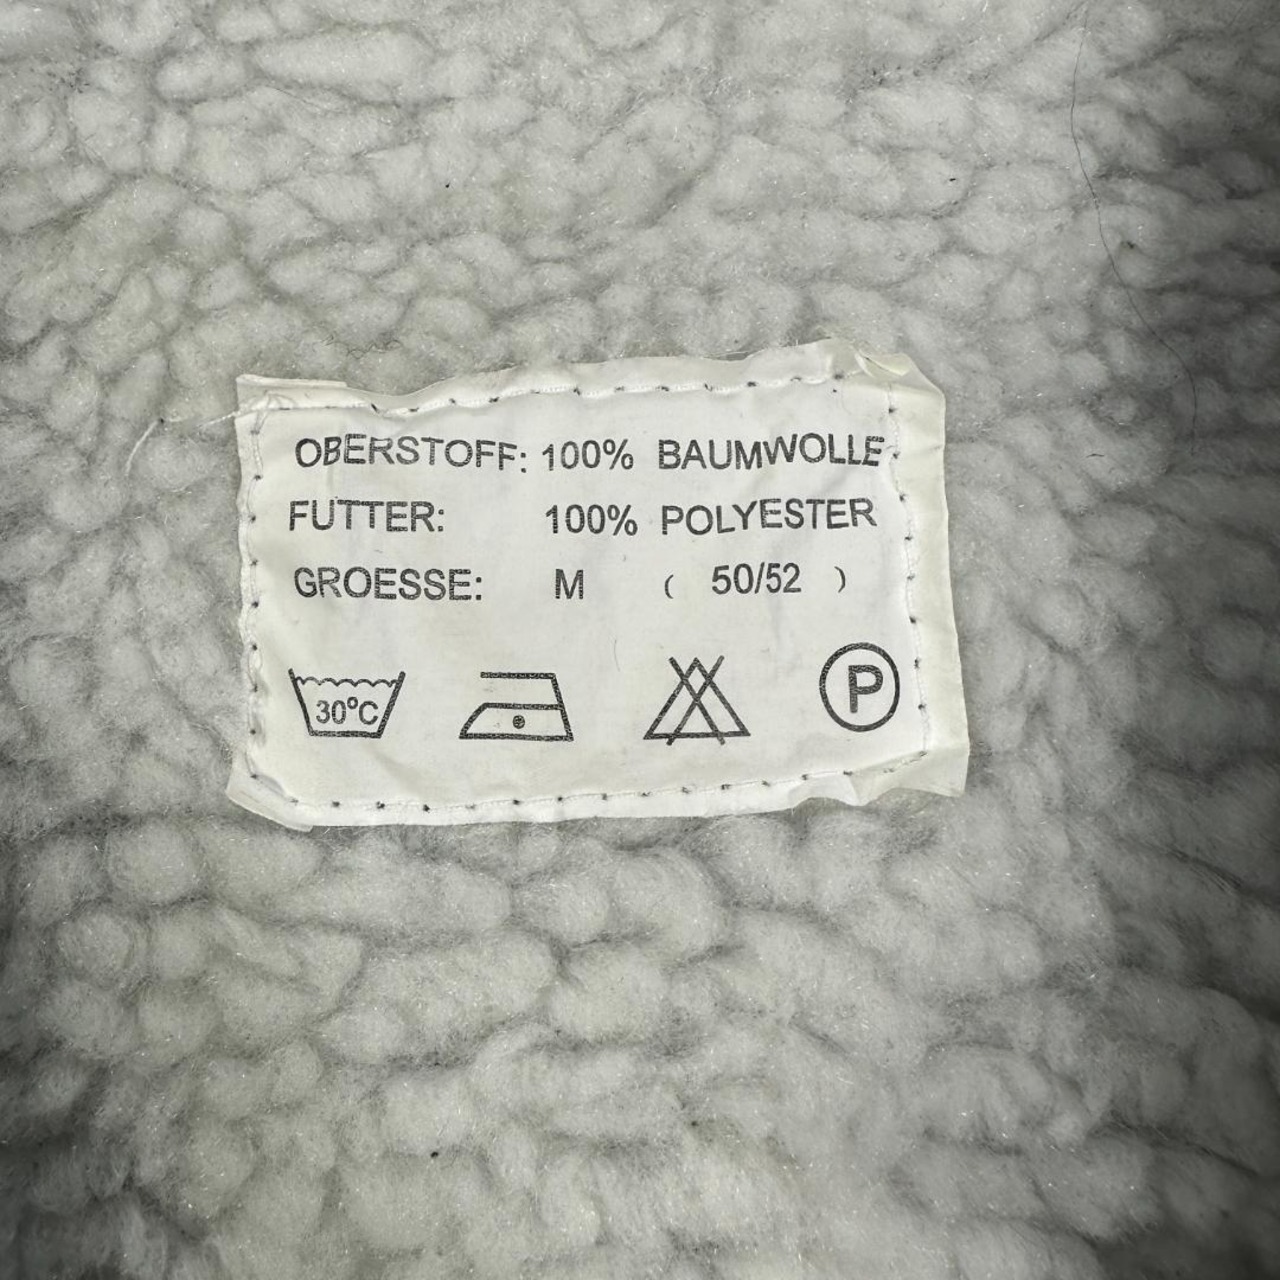 OBERSTOFF: 100% BAUMWOLLE
FUTTER: 100% POLYESTER
GROESSE: M ( 50/52 )
30°C P